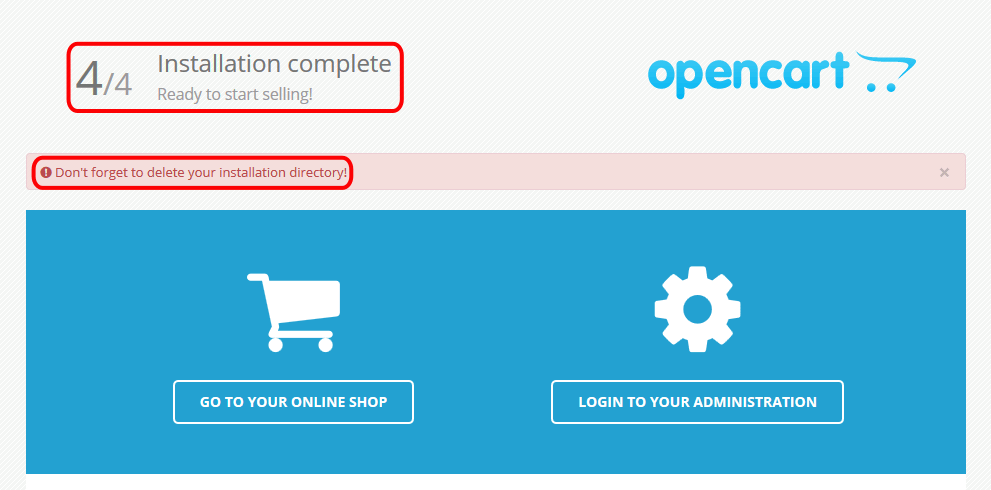 4/4
Installation complete
Ready to start selling!
opencart
Don't forget to delete your installation directory!
×
GO TO YOUR ONLINE SHOP
LOGIN TO YOUR ADMINISTRATION